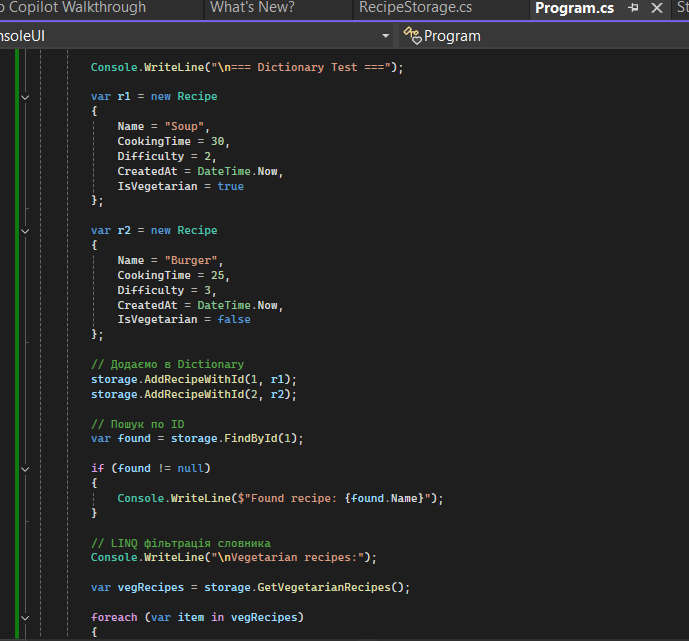 Copilot Walkthrough
What's New?
RecipeStorage.cs
Program.cs
Program
Console.WriteLine("\n=== Dictionary Test ===");
var r1 = new Recipe
{
Name = "Soup",
CookingTime = 30,
Difficulty = 2,
CreatedAt = DateTime.Now,
IsVegetarian = true
};
var r2 = new Recipe
{
Name = "Burger",
CookingTime = 25,
Difficulty = 3,
CreatedAt = DateTime.Now,
IsVegetarian = false
};
// Додаємо в Dictionary
storage.AddRecipeWithId(1, r1);
storage.AddRecipeWithId(2, r2);
// Пошук по ID
var found = storage.FindById(1);
if (found != null)
{
Console.WriteLine($"Found recipe: {found.Name}");
}
// LINQ фільтрація словника
Console.WriteLine("\nVegetarian recipes:");
var vegRecipes = storage.GetVegetarianRecipes();
foreach (var item in vegRecipes)
{